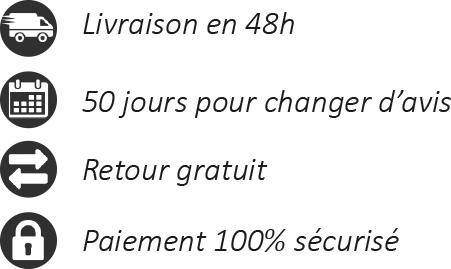 Livraison en 48h
50 jours pour changer d’avis
Retour gratuit
Paiement 100% sécurisé